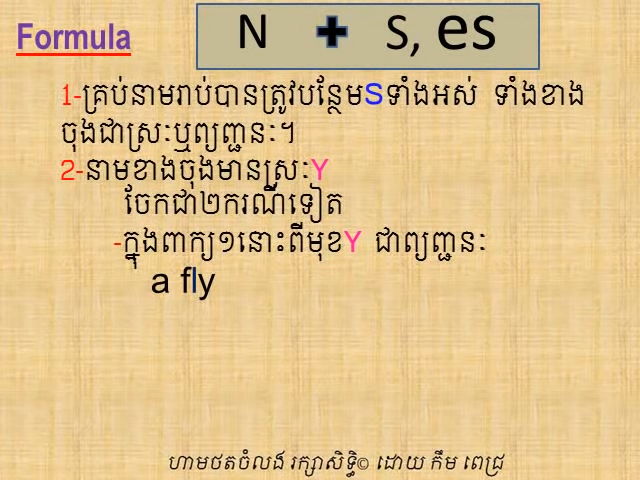 Formula
N + S, es
1-គ្រប់នាមរាប់បានត្រូវបន្ថែមSទាំងអស់ ទាំងខាង
ចុងជាស្រៈឬព្យញ្ជនៈ។
2-នាមខាងចុងមានស្រៈY
ចែកជា២ករណីទៀត
-ក្នុងពាក្យ១នោះពីមុខY ជាព្យញ្ជនៈ
a fly
ហាមថតចំលង រក្សាសិទ្ធិ© ដោយ កឹម ពេជ្រ